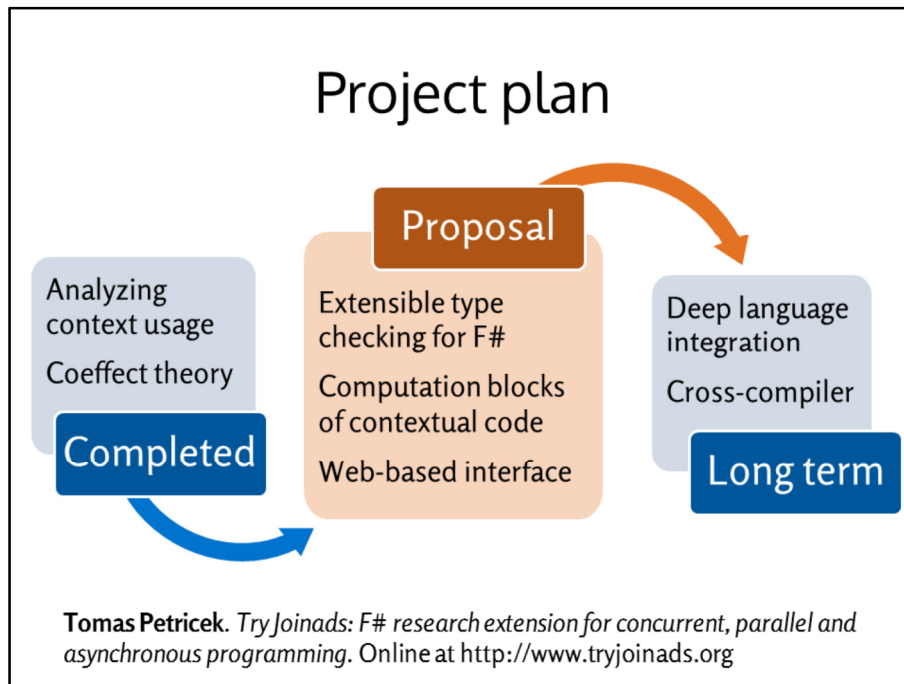 Project plan
Analyzing
context usage
Coeffect theory
Completed
Proposal
Extensible type
checking for F#
Computation blocks
of contextual code
Web-based interface
Deep language
integration
Cross-compiler
Long term
Tomas Petricek. Try Joinads: F# research extension for concurrent, parallel and
asynchronous programming. Online at http://www.tryjoinads.org